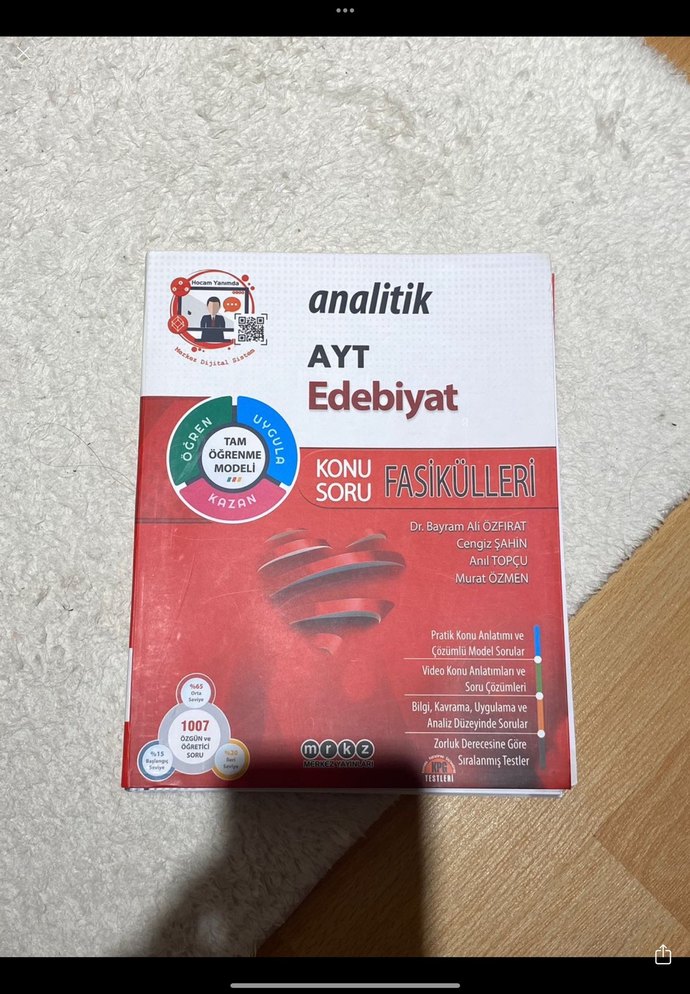 Hocam Yanımda
Merkez Dijital Sistem
analitik
AYT
Edebiyat
ÖĞREN
UYGULA
KAZAN
TAM
ÖĞRENME
MODELİ
KONU
SORU
FASİKÜLLERİ
Dr. Bayram Ali ÖZFIRAT
Cengiz ŞAHİN
Anıl TOPÇU
Murat ÖZMEN
Pratik Konu Anlatımı ve
Çözümlü Model Sorular
Video Konu Anlatımları ve
Soru Çözümleri
Bilgi, Kavrama, Uygulama ve
Analiz Düzeyinde Sorular
Zorluk Derecesine Göre
Sıralanmış Testler
%65
Orta
Seviye
1007
ÖZGÜN ve
ÖĞRETİCİ
SORU
%15
Başlangıç
Seviye
%20
İleri
Seviye
mrkz
MERKEZ YAYINLARI
KPG
TESTLERİ